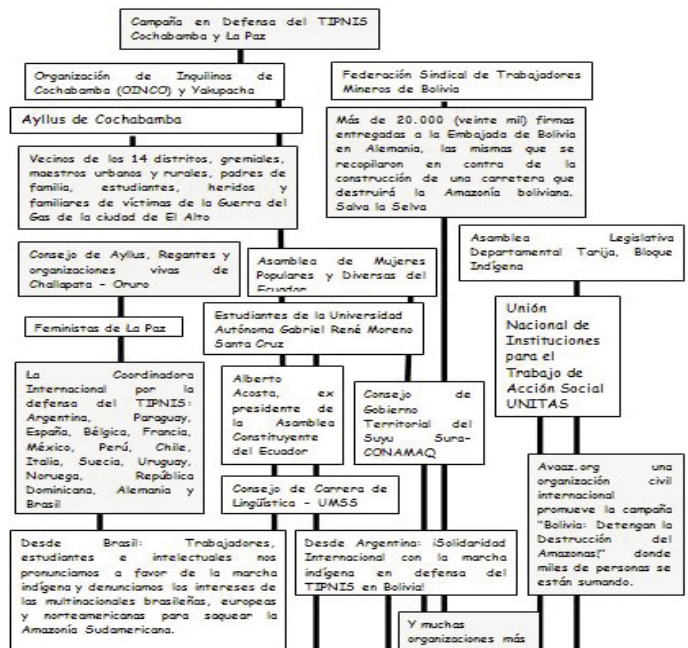 Campaña en Defensa del TIPNIS
Cochabamba y La Paz
Organización de Inquilinos de
Cochabamba (OINCO) y Yakupacha
Federación Sindical de Trabajadores
Mineros de Bolivia
Ayllus de Cochabamba
Más de 20.000 (veinte mil) firmas
entregadas a la Embajada de Bolivia
en Alemania, las mismas que se
recopilaron en contra de la
construcción de una carretera que
destruirá la Amazonía boliviana.
Salva la Selva
Vecinos de los 14 distritos, gremiales,
maestros urbanos y rurales, padres de
familia, estudiantes, heridos y
familiares de víctimas de la Guerra del
Gas de la ciudad de El Alto
Asamblea Legislativa
Departamental Tarija, Bloque
Indígena
Consejo de Ayllus, Regantes y
organizaciones vivas de
Challapata - Oruro
Asamblea de Mujeres
Populares y Diversas del
Ecuador
Estudiantes de la Universidad
Autónoma Gabriel René Moreno
Santa Cruz
Unión
Nacional de
Instituciones
para el
Trabajo de
Acción Social
UNITAS
Feministas de La Paz
La Coordinadora
Internacional por la
defensa del TIPNIS:
Argentina, Paraguay,
España, Bélgica, Francia,
México, Perú, Chile,
Italia, Suecia, Uruguay,
Noruega, República
Dominicana, Alemania y
Brasil
Alberto
Acosta, ex
presidente de
la Asamblea
Constituyente
del Ecuador
Consejo de
Gobierno
Territorial del
Suyu Sura-
CONAMAQ
Avaaz.org una
organización civil
internacional
promueve la campaña
"Bolivia: Detengan la
Destrucción del
Amazonas!" donde
miles de personas se
están sumando.
Consejo de Carrera de
Lingüística - UMSS
Desde Brasil: Trabajadores,
estudiantes e intelectuales nos
pronunciamos a favor de la marcha
indígena y denunciamos los intereses de
las multinacionales brasileñas, europeas
y norteamericanas para saquear la
Amazonía Sudamericana.
Desde Argentina: ¡Solidaridad
Internacional con la marcha
indígena en defensa del
TIPNIS en Bolivia!
Y muchas
organizaciones más